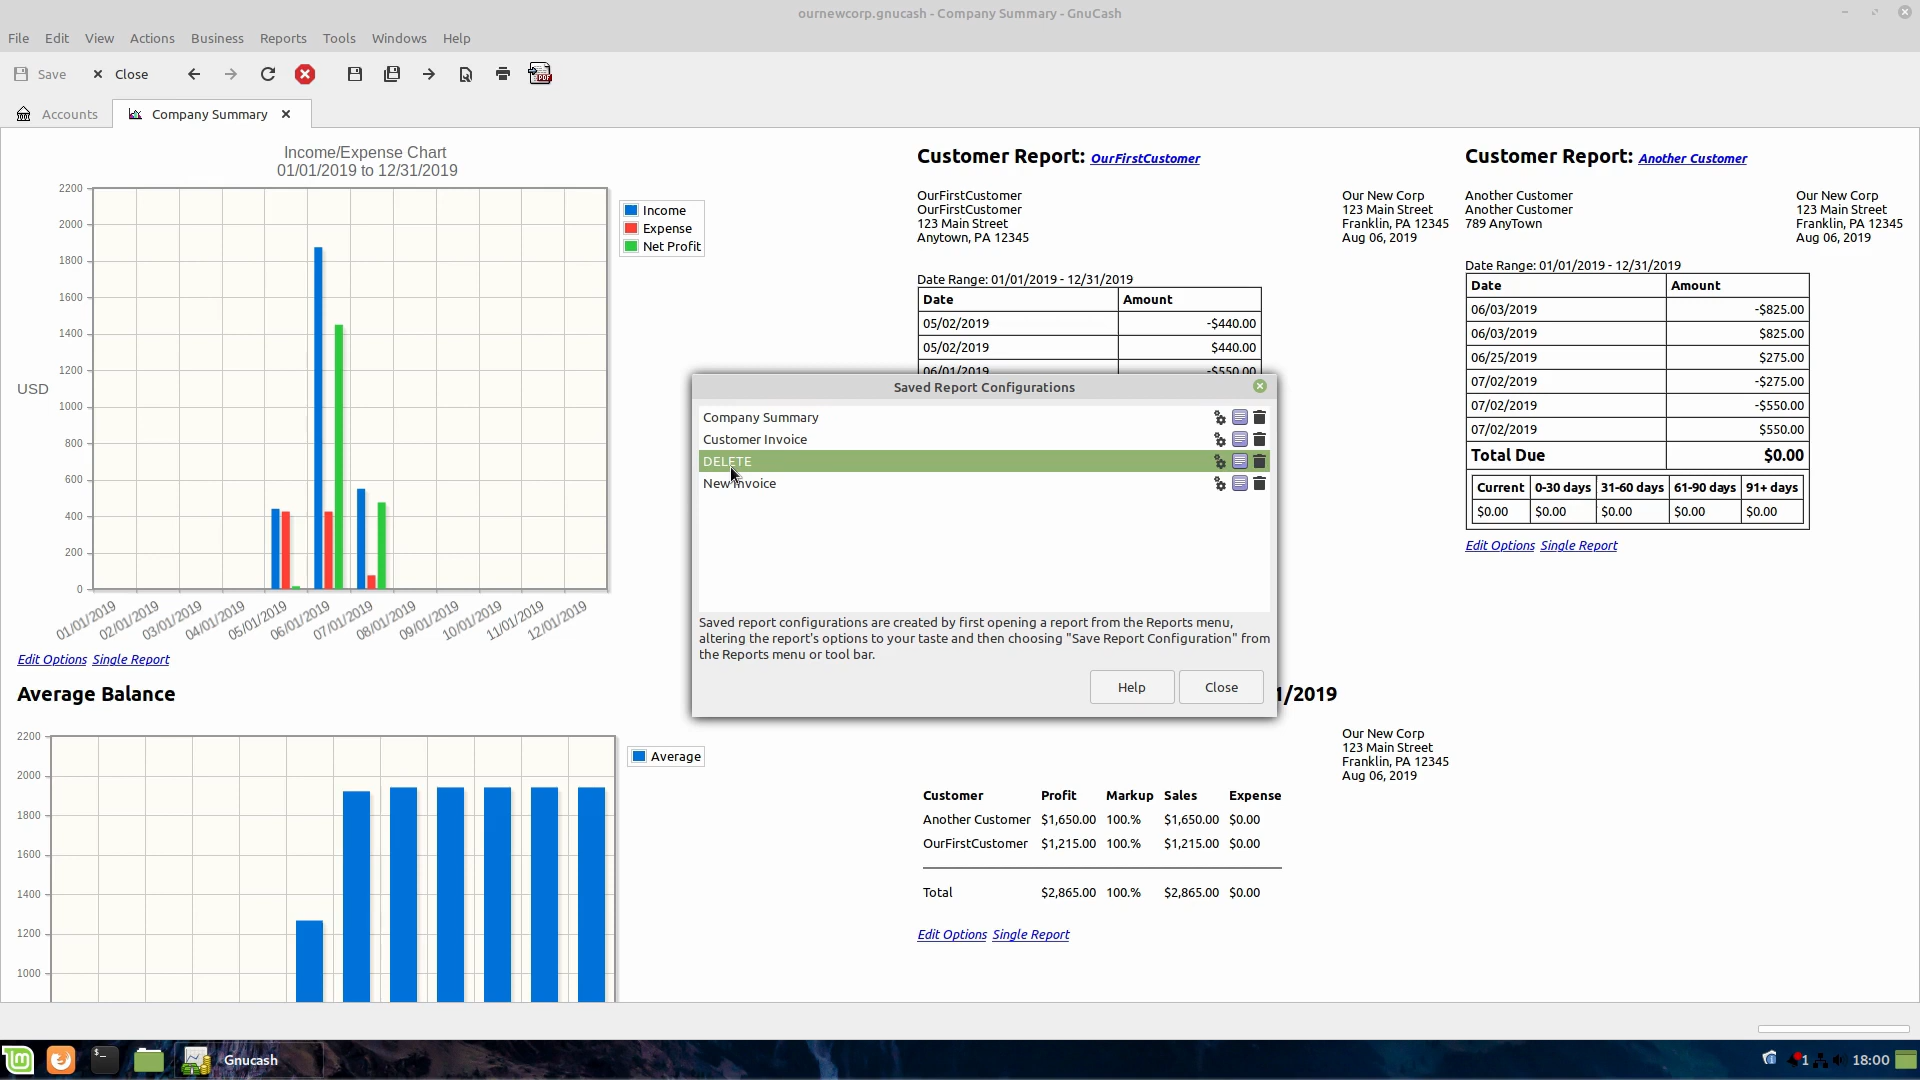 ournewcorp.gnucash - Company Summary - GnuCash
File Edit View Actions Business Reports Tools Windows Help
Save Close
Accounts Company Summary
Income/Expense Chart
01/01/2019 to 12/31/2019
2200
2000
1800
1600
1400
1200
1000
800
600
400
200
0
USD
01/01/2019 02/01/2019 03/01/2019 04/01/2019 05/01/2019 06/01/2019 07/01/2019 08/01/2019 09/01/2019 10/01/2019 11/01/2019 12/01/2019
Income
Expense
Net Profit
Edit Options Single Report
Customer Report: OurFirstCustomer
OurFirstCustomer
OurFirstCustomer
123 Main Street
Anytown, PA 12345
Our New Corp
123 Main Street
Franklin, PA 12345
Aug 06, 2019
Date Range: 01/01/2019 - 12/31/2019
Date Amount
05/02/2019 -$440.00
05/02/2019 $440.00
06/01/2019 -$550.00
Customer Report: Another Customer
Another Customer
Another Customer
789 AnyTown
Our New Corp
123 Main Street
Franklin, PA 12345
Aug 06, 2019
Date Range: 01/01/2019 - 12/31/2019
Date Amount
06/03/2019 -$825.00
06/03/2019 $825.00
06/25/2019 $275.00
07/02/2019 -$275.00
07/02/2019 -$550.00
07/02/2019 $550.00
Total Due $0.00
Current 0-30 days 31-60 days 61-90 days 91+ days
$0.00 $0.00 $0.00 $0.00 $0.00
Edit Options Single Report
Saved Report Configurations
Company Summary
Customer Invoice
DELETE
New Invoice
Saved report configurations are created by first opening a report from the Reports menu,
altering the report's options to your taste and then choosing "Save Report Configuration" from
the Reports menu or tool bar.
Help Close
Average Balance
2200
2000
1800
1600
1400
1200
1000
Average
1/2019
Our New Corp
123 Main Street
Franklin, PA 12345
Aug 06, 2019
Customer Profit Markup Sales Expense
Another Customer $1,650.00 100.% $1,650.00 $0.00
OurFirstCustomer $1,215.00 100.% $1,215.00 $0.00
Total $2,865.00 100.% $2,865.00 $0.00
Edit Options Single Report
Gnucash
1 18:00